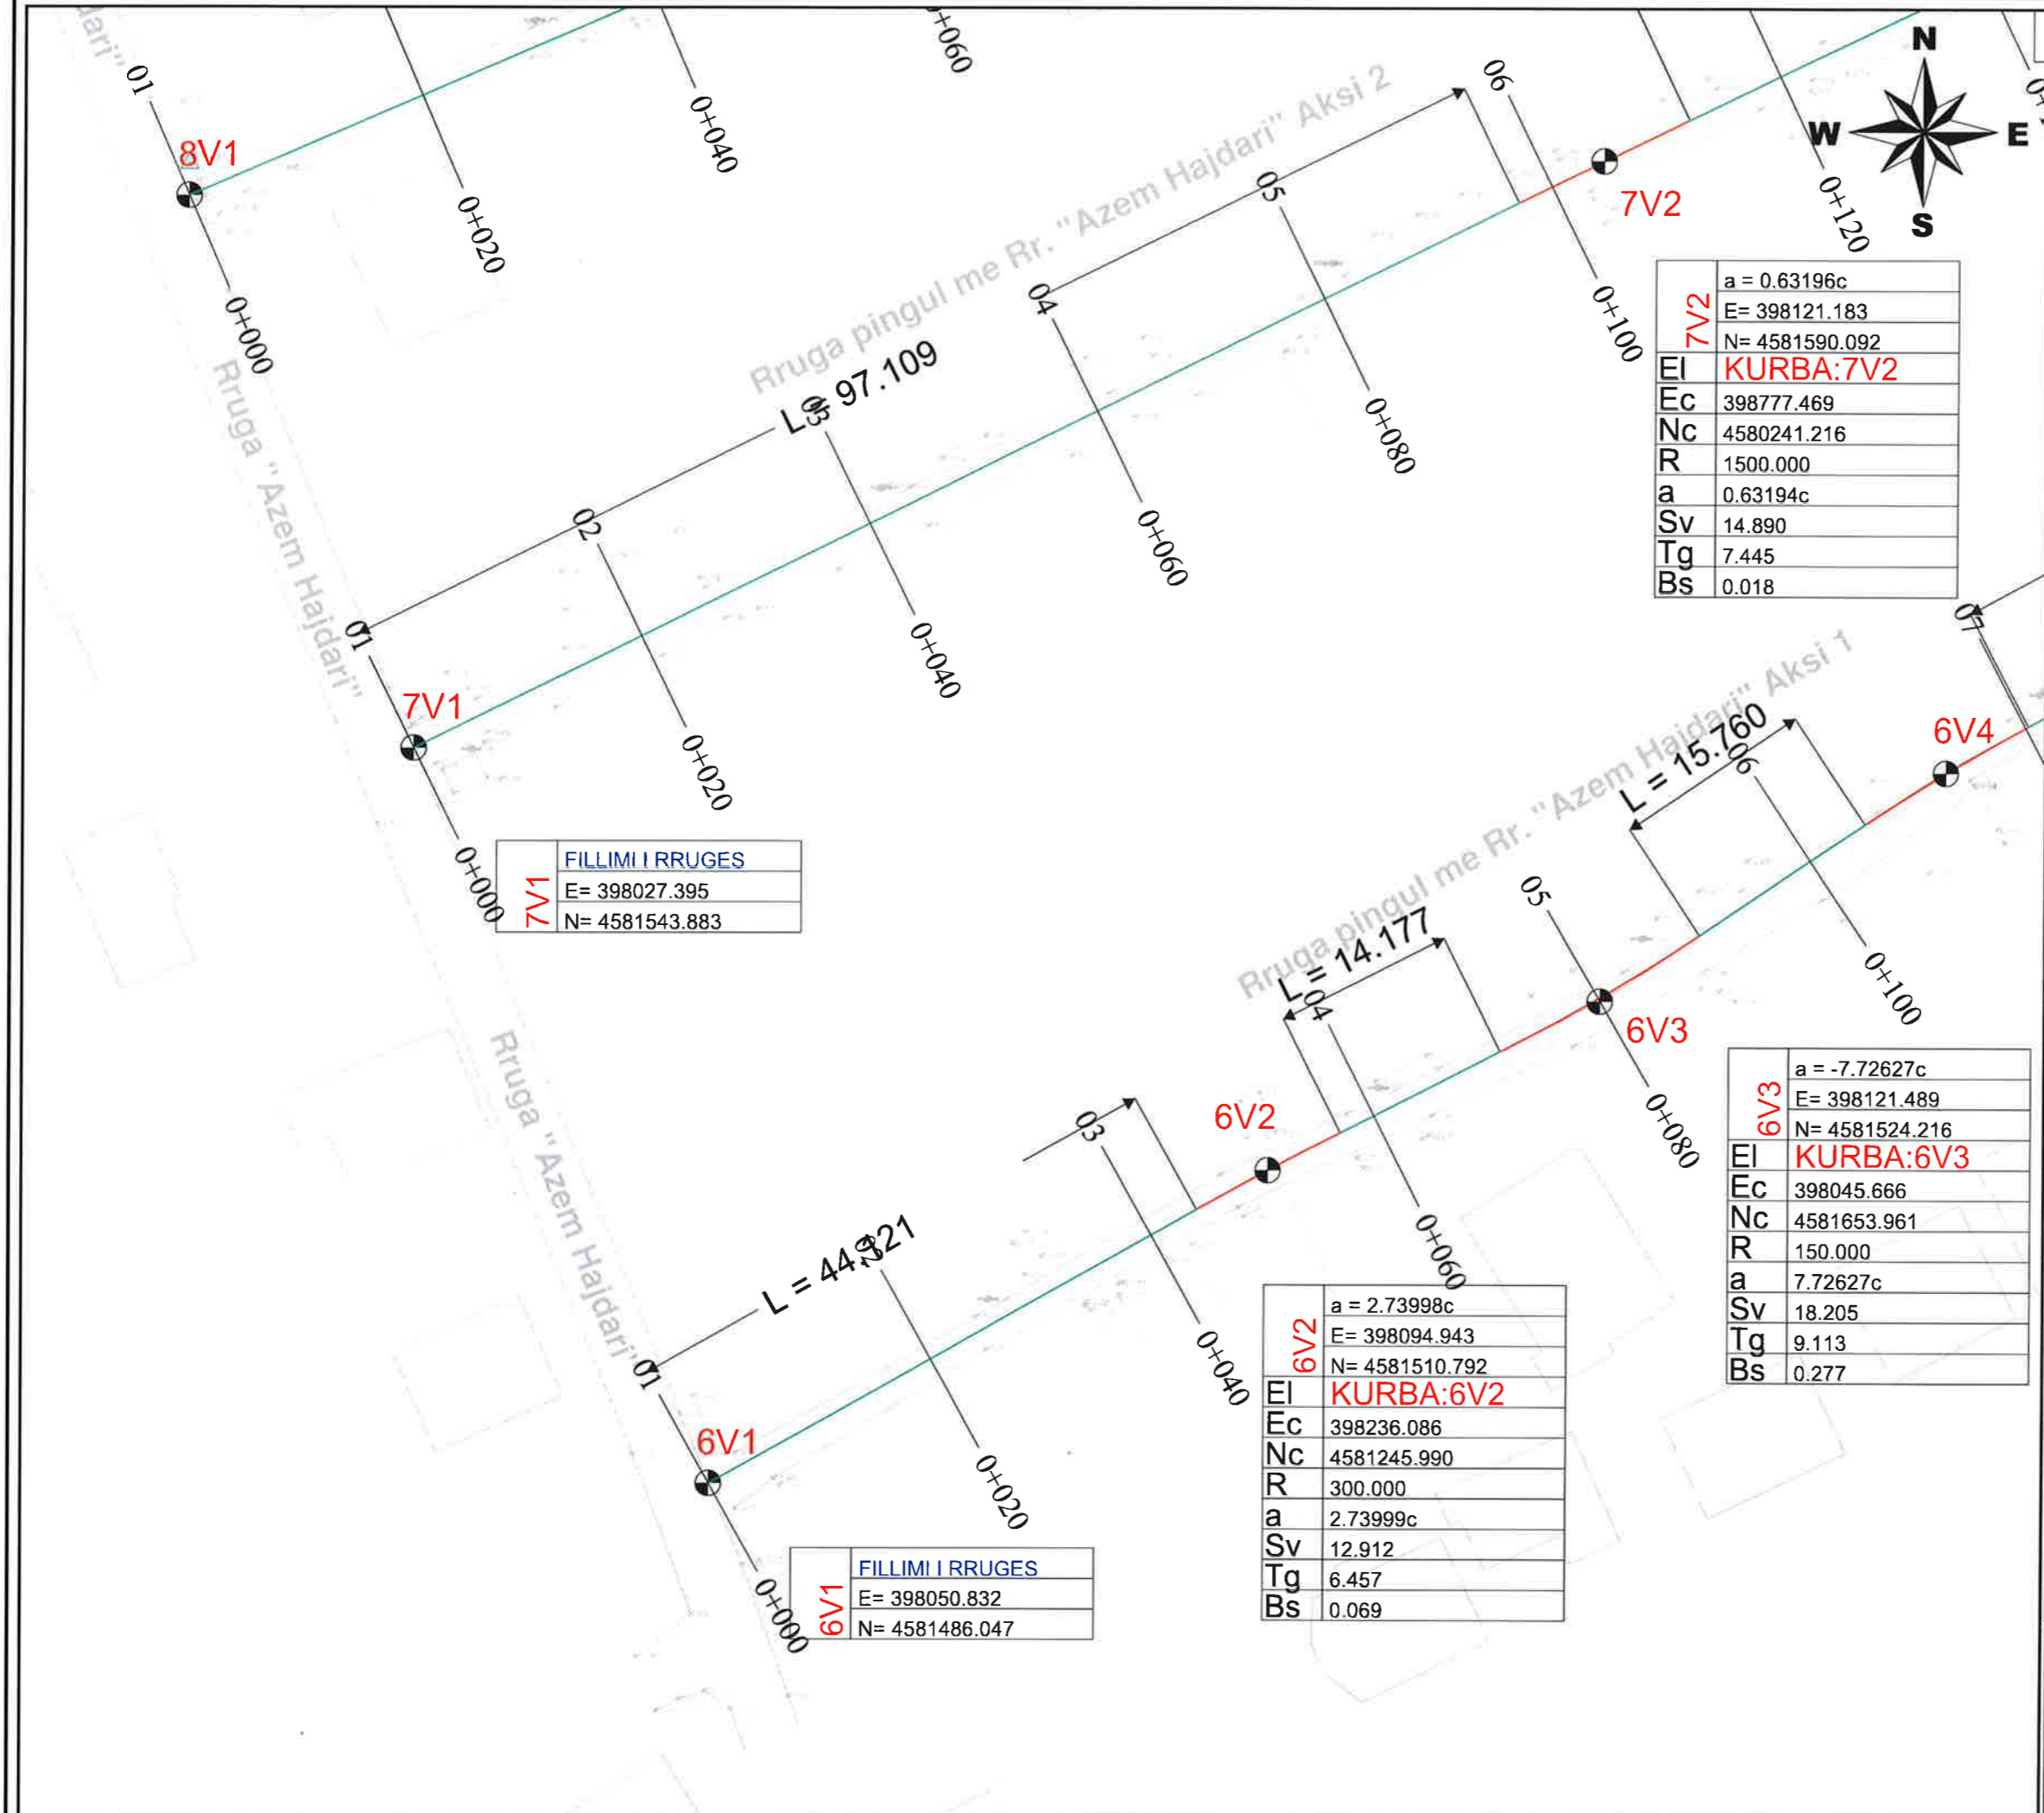 dari"
01
8V1
0+000
0+020
0+040
0+060
Rruga pingul me Rr. "Azem Hajdari" Aksi 2
06
05
04
02
01
7V2
0+120
0+100
0+080
0+060
0+040
0+020
0+000
N
W
E
S
7V2
a = 0.63196c
E= 398121.183
N= 4581590.092
El KURBA:7V2
Ec 398777.469
Nc 4580241.216
R 1500.000
a 0.63194c
Sv 14.890
Tg 7.445
Bs 0.018
L = 97.109
03
Rruga "Azem Hajdari"
7V1
7V1
FILLIMI I RRUGES
E= 398027.395
N= 4581543.883
Rruga pingul me Rr. "Azem Hajdari" Aksi 1
07
6V4
L = 15.760
06
05
L = 14.177
04
6V3
0+100
0+080
0+060
6V3
a = -7.72627c
E= 398121.489
N= 4581524.216
El KURBA:6V3
Ec 398045.666
Nc 4581653.961
R 150.000
a 7.72627c
Sv 18.205
Tg 9.113
Bs 0.277
Rruga "Azem Hajdari"
03
6V2
0+040
6V2
a = 2.73998c
E= 398094.943
N= 4581510.792
El KURBA:6V2
Ec 398236.086
Nc 4581245.990
R 300.000
a 2.73999c
Sv 12.912
Tg 6.457
Bs 0.069
01
6V1
0+020
0+000
6V1
FILLIMI I RRUGES
E= 398050.832
N= 4581486.047